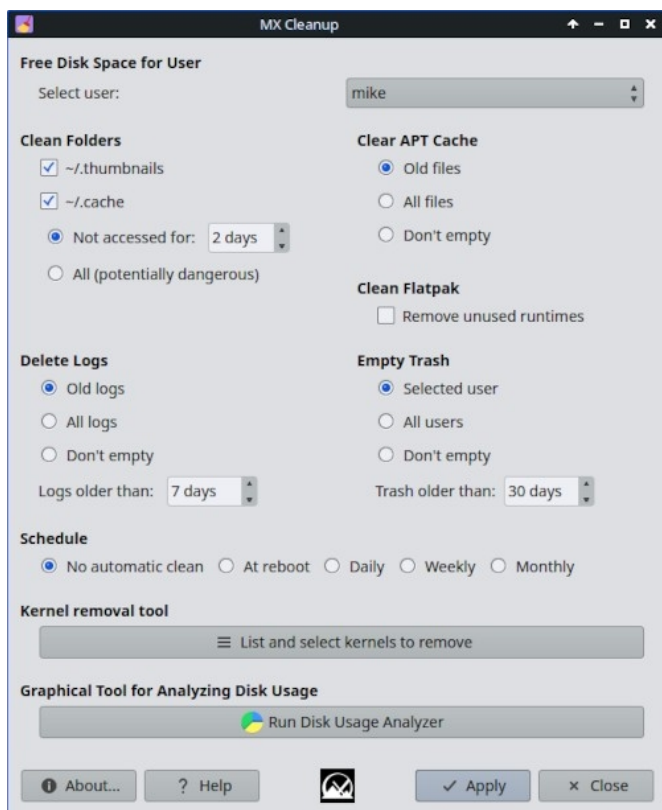 MX Cleanup
Free Disk Space for User
Select user: mike
Clean Folders
~/.thumbnails
~/.cache
Not accessed for: 2 days
All (potentially dangerous)
Clear APT Cache
Old files
All files
Don't empty
Clean Flatpak
Remove unused runtimes
Delete Logs
Old logs
All logs
Don't empty
Logs older than: 7 days
Empty Trash
Selected user
All users
Don't empty
Trash older than: 30 days
Schedule
No automatic clean At reboot Daily Weekly Monthly
Kernel removal tool
List and select kernels to remove
Graphical Tool for Analyzing Disk Usage
Run Disk Usage Analyzer
About... ? Help Apply Close